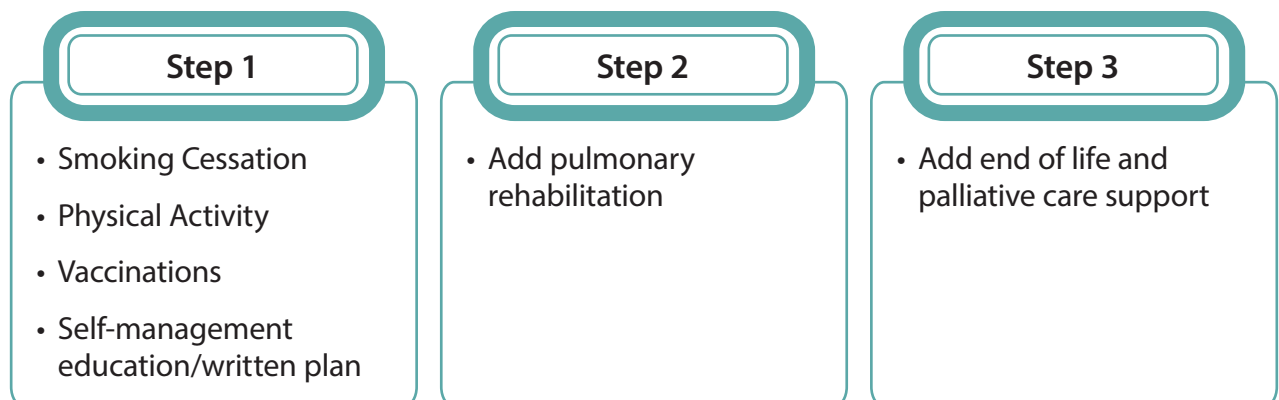 Step 1
• Smoking Cessation
• Physical Activity
• Vaccinations
• Self-management
education/written plan
Step 2
• Add pulmonary
rehabilitation
Step 3
• Add end of life and
palliative care support